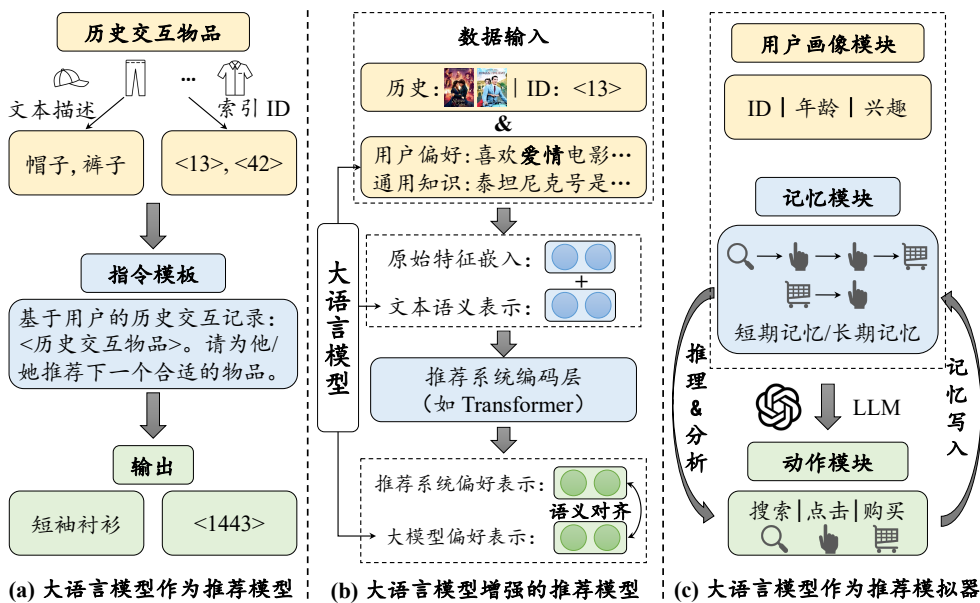 历史交互物品
...
文本描述
索引 ID
帽子, 裤子
<13>, <42>
指令模板
基于用户的历史交互记录：
<历史交互物品>。请为他/
她推荐下一个合适的物品。
输出
短袖衬衫
<1443>
(a) 大语言模型作为推荐模型
数据输入
历史: | ID: <13>
&
用户偏好:喜欢爱情电影…
通用知识:泰坦尼克号是…
大语言模型
原始特征嵌入:
+
文本语义表示:
推荐系统编码层
（如 Transformer）
推荐系统偏好表示:
语义对齐
大模型偏好表示:
(b) 大语言模型增强的推荐模型
用户画像模块
ID | 年龄 | 兴趣
记忆模块
短期记忆/长期记忆
推理&分析
LLM
记忆写入
动作模块
搜索|点击|购买
(c) 大语言模型作为推荐模拟器